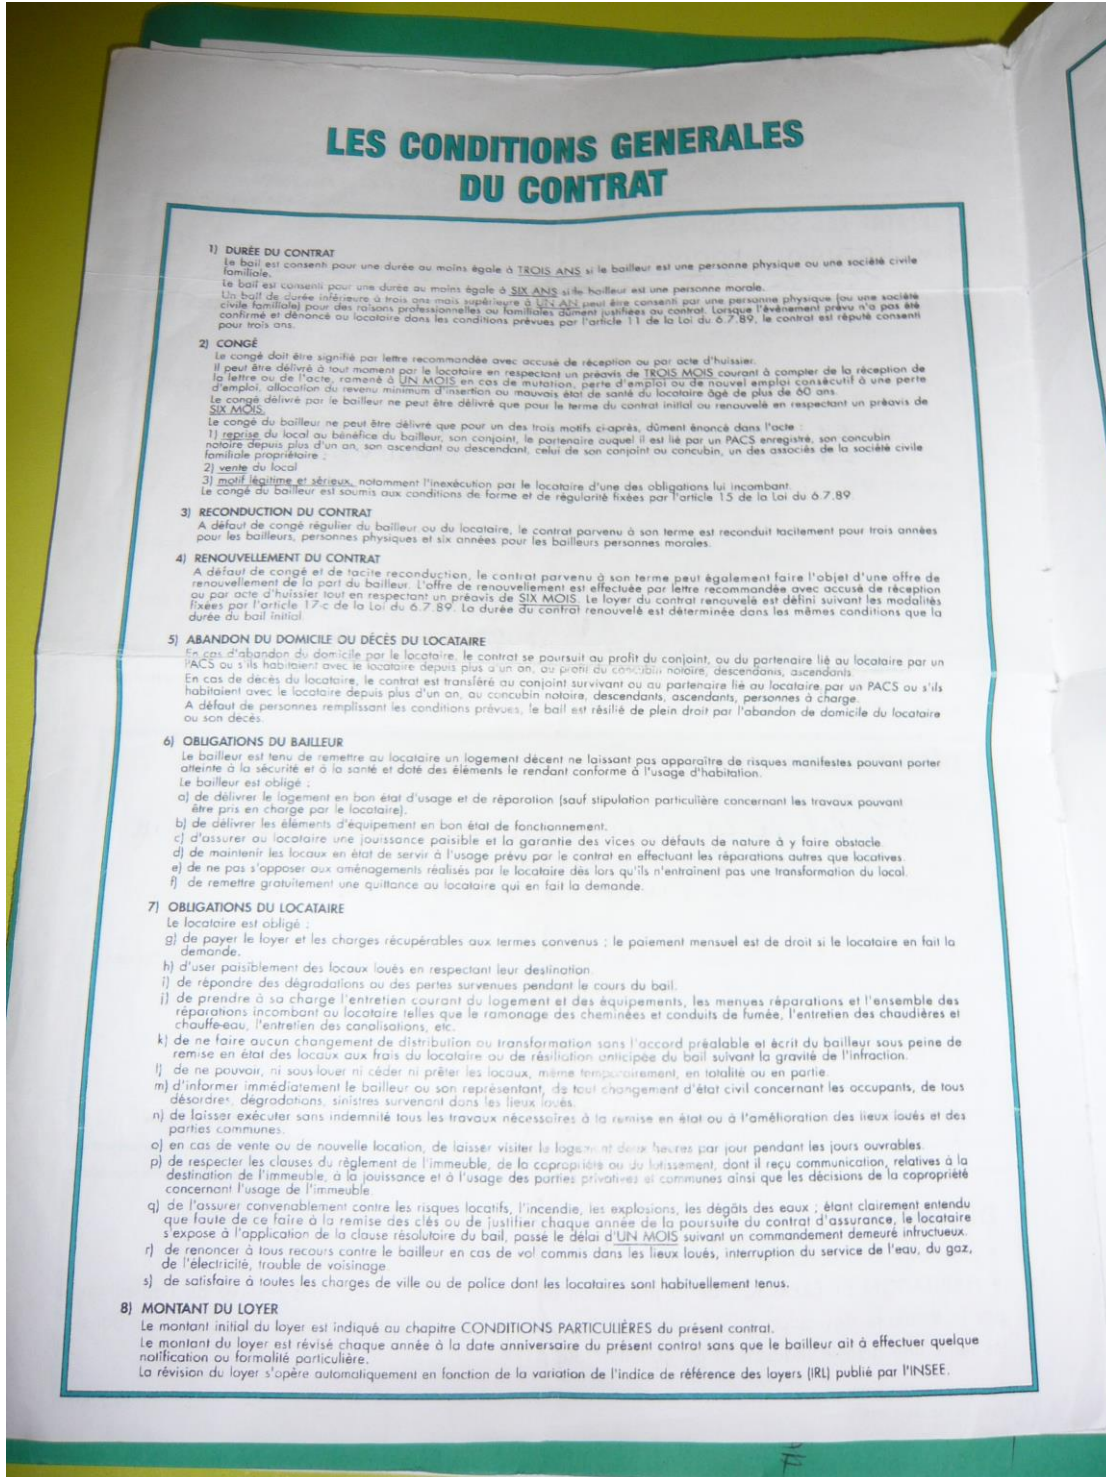 LES CONDITIONS GENERALES
DU CONTRAT
1) DURÉE DU CONTRAT
Le bail est consenti pour une durée au moins égale à TROIS ANS si le bailleur est une personne physique ou une société civile
familiale.
Le bail est consenti pour une durée au moins égale à SIX ANS si le bailleur est une personne morale.
Un bail de durée inférieure à trois ans mais supérieure à UN AN peut être consenti par une personne physique (ou une société
civile familiale) pour des raisons professionnelles ou familiales dûment justifiées au contrat. Lorsque l'événement prévu n'a pas été
confirmé et dénoncé au locataire dans les conditions prévues par l'article 11 de la Loi du 6.7.89, le contrat est réputé consenti
pour trois ans.
2) CONGÉ
Le congé doit être signifié par lettre recommandée avec accusé de réception ou par acte d'huissier.
Il peut être délivré à tout moment par le locataire en respectant un préavis de TROIS MOIS courant à compter de la réception de
la lettre ou de l'acte, ramené à UN MOIS en cas de mutation, perte d'emploi ou de nouvel emploi consécutif à une perte
d'emploi, allocation du revenu minimum d'insertion ou mauvais état de santé du locataire âgé de plus de 60 ans.
Le congé délivré par le bailleur ne peut être délivré que pour le terme du contrat initial ou renouvelé en respectant un préavis de
SIX MOIS.
Le congé du bailleur ne peut être délivré que pour un des trois motifs ci-après, dûment énoncé dans l'acte :
1) reprise du local au bénéfice du bailleur, son conjoint, le partenaire auquel il est lié par un PACS enregistré, son concubin
notoire depuis plus d'un an, son ascendant ou descendant, celui de son conjoint ou concubin, un des associés de la société civile
familiale propriétaire ;
2) vente du local
3) motif légitime et sérieux, notamment l'inexécution par le locataire d'une des obligations lui incombant.
Le congé du bailleur est soumis aux conditions de forme et de régularité fixées par l'article 15 de la Loi du 6.7.89
3) RECONDUCTION DU CONTRAT
A défaut de congé régulier du bailleur ou du locataire, le contrat parvenu à son terme est reconduit tacitement pour trois années
pour les bailleurs, personnes physiques et six années pour les bailleurs personnes morales.
4) RENOUVELLEMENT DU CONTRAT
A défaut de congé et de tacite reconduction, le contrat parvenu à son terme peut également faire l'objet d'une offre de
renouvellement de la part du bailleur. L'offre de renouvellement est effectuée par lettre recommandée avec accusé de réception
ou par acte d'huissier tout en respectant un préavis de SIX MOIS. Le loyer du contrat renouvelé est défini suivant les modalités
fixées par l'article 17-c de la Loi du 6.7.89. La durée du contrat renouvelé est déterminée dans les mêmes conditions que la
durée du bail initial.
5) ABANDON DU DOMICILE OU DÉCÈS DU LOCATAIRE
En cas d'abandon du domicile par le locataire, le contrat se poursuit au profit du conjoint, ou du partenaire lié au locataire par un
PACS ou s'ils habitaient avec le locataire depuis plus d'un an, au profit du concubin notoire, descendants, ascendants.
En cas de décès du locataire, le contrat est transféré au conjoint survivant ou au partenaire lié au locataire par un PACS ou s'ils
habitaient avec le locataire depuis plus d'un an, au concubin notoire, descendants, ascendants, personnes à charge.
A défaut de personnes remplissant les conditions prévues, le bail est résilié de plein droit par l'abandon de domicile du locataire
ou son décès.
6) OBLIGATIONS DU BAILLEUR
Le bailleur est tenu de remettre au locataire un logement décent ne laissant pas apparaître de risques manifestes pouvant porter
atteinte à la sécurité et à la santé et doté des éléments le rendant conforme à l'usage d'habitation.
Le bailleur est obligé :
a) de délivrer le logement en bon état d'usage et de réparation (sauf stipulation particulière concernant les travaux pouvant
être pris en charge par le locataire).
b) de délivrer les éléments d'équipement en bon état de fonctionnement.
c) d'assurer au locataire une jouissance paisible et la garantie des vices ou défauts de nature à y faire obstacle.
d) de maintenir les locaux en état de servir à l'usage prévu par le contrat en effectuant les réparations autres que locatives.
e) de ne pas s'opposer aux aménagements réalisés par le locataire dès lors qu'ils n'entraînent pas une transformation du local.
f) de remettre gratuitement une quittance au locataire qui en fait la demande.
7) OBLIGATIONS DU LOCATAIRE
Le locataire est obligé :
g) de payer le loyer et les charges récupérables aux termes convenus ; le paiement mensuel est de droit si le locataire en fait la
demande.
h) d'user paisiblement des locaux loués en respectant leur destination.
i) de répondre des dégradations ou des pertes survenues pendant le cours du bail.
j) de prendre à sa charge l'entretien courant du logement et des équipements, les menues réparations et l'ensemble des
réparations incombant au locataire telles que le ramonage des cheminées et conduits de fumée, l'entretien des chaudières et
chauffe-eau, l'entretien des canalisations, etc.
k) de ne faire aucun changement de distribution ou transformation sans l'accord préalable et écrit du bailleur sous peine de
remise en état des locaux aux frais du locataire ou de résiliation anticipée du bail suivant la gravité de l'infraction.
l) de ne pouvoir, ni sous louer ni céder ni prêter les locaux, même temporairement, en totalité ou en partie.
m) d'informer immédiatement le bailleur ou son représentant, de tout changement d'état civil concernant les occupants, de tous
désordres, dégradations, sinistres survenant dans les lieux loués.
n) de laisser exécuter sans indemnité tous les travaux nécessaires à la remise en état ou à l'amélioration des lieux loués et des
parties communes.
o) en cas de vente ou de nouvelle location, de laisser visiter le logement deux heures par jour pendant les jours ouvrables.
p) de respecter les clauses du règlement de l'immeuble, de la copropriété ou du lotissement, dont il reçu communication, relatives à la
destination de l'immeuble, à la jouissance et à l'usage des parties privatives et communes ainsi que les décisions de la copropriété
concernant l'usage de l'immeuble.
q) de l'assurer convenablement contre les risques locatifs, l'incendie, les explosions, les dégâts des eaux ; étant clairement entendu
que faute de ce faire à la remise des clés ou de justifier chaque année de la poursuite du contrat d'assurance, le locataire
s'expose à l'application de la clause résolutoire du bail, passé le délai d'UN MOIS suivant un commandement demeuré infructueux.
r) de renoncer à tous recours contre le bailleur en cas de vol commis dans les lieux loués, interruption du service de l'eau, du gaz,
de l'électricité, trouble de voisinage.
s) de satisfaire à toutes les charges de ville ou de police dont les locataires sont habituellement tenus.
8) MONTANT DU LOYER
Le montant initial du loyer est indiqué au chapitre CONDITIONS PARTICULIÈRES du présent contrat.
Le montant du loyer est révisé chaque année à la date anniversaire du présent contrat sans que le bailleur ait à effectuer quelque
notification ou formalité particulière.
La révision du loyer s'opère automatiquement en fonction de la variation de l'indice de référence des loyers (IRL) publié par l'INSEE.